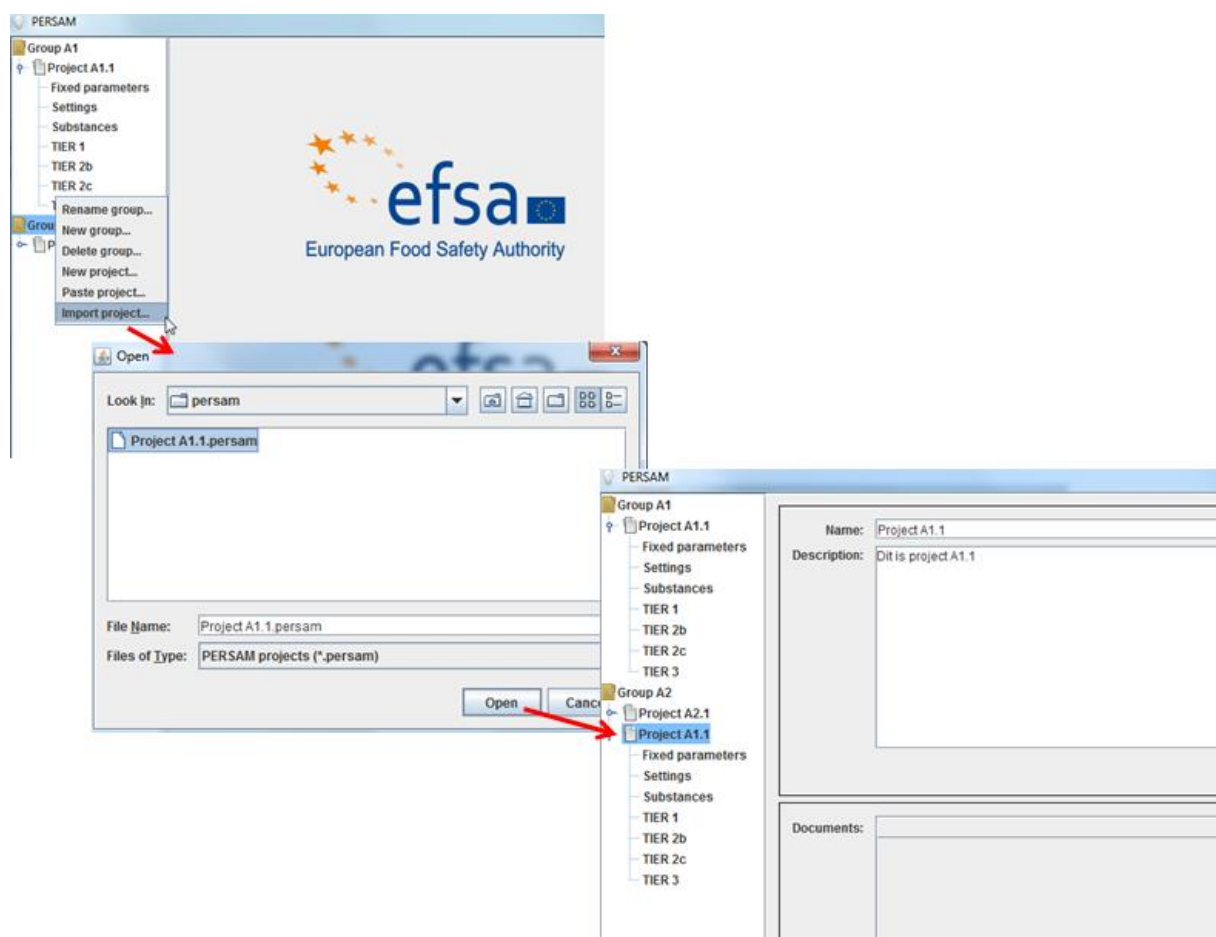 PERSAM
Group A1
Project A1.1
Fixed parameters
Settings
Substances
TIER 1
TIER 2b
TIER 2c
Rename group...
New group...
Delete group...
New project...
Paste project...
Import project...
efsa
European Food Safety Authority
Open
Look In: persam
Project A1.1.persam
File Name: Project A1.1.persam
Files of Type: PERSAM projects (*.persam)
Open
PERSAM
Group A1
Project A1.1
Fixed parameters
Settings
Substances
TIER 1
TIER 2b
TIER 2c
TIER 3
Group A2
Project A2.1
Project A1.1
Fixed parameters
Settings
Substances
TIER 1
TIER 2b
TIER 2c
TIER 3
Name: Project A1.1
Description: Dit is project A1.1
Documents: